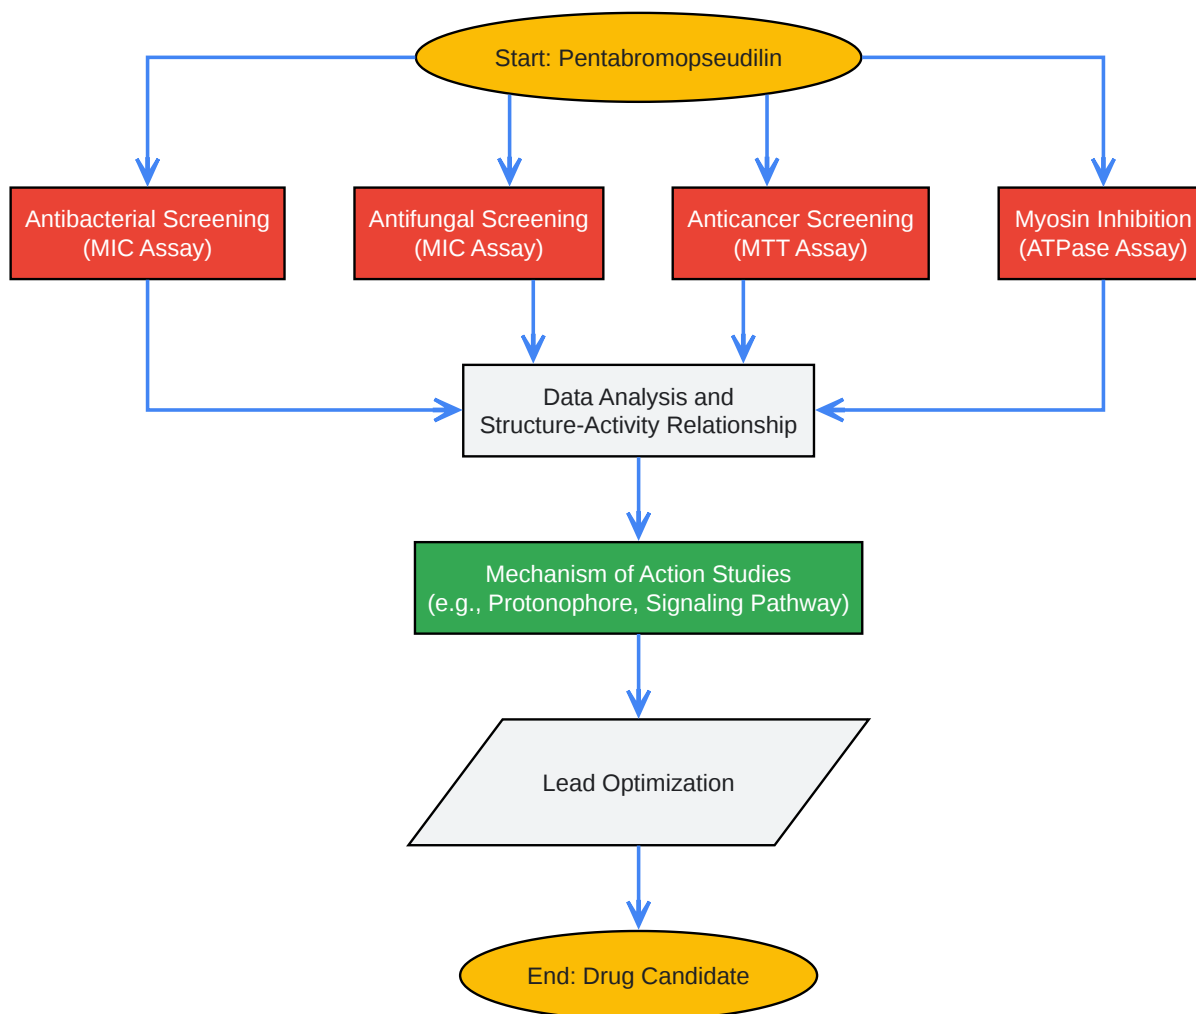 Start: Pentabromopseudilin
Antibacterial Screening
(MIC Assay)
Antifungal Screening
(MIC Assay)
Anticancer Screening
(MTT Assay)
Myosin Inhibition
(ATPase Assay)
Data Analysis and
Structure-Activity Relationship
Mechanism of Action Studies
(e.g., Protonophore, Signaling Pathway)
Lead Optimization
End: Drug Candidate